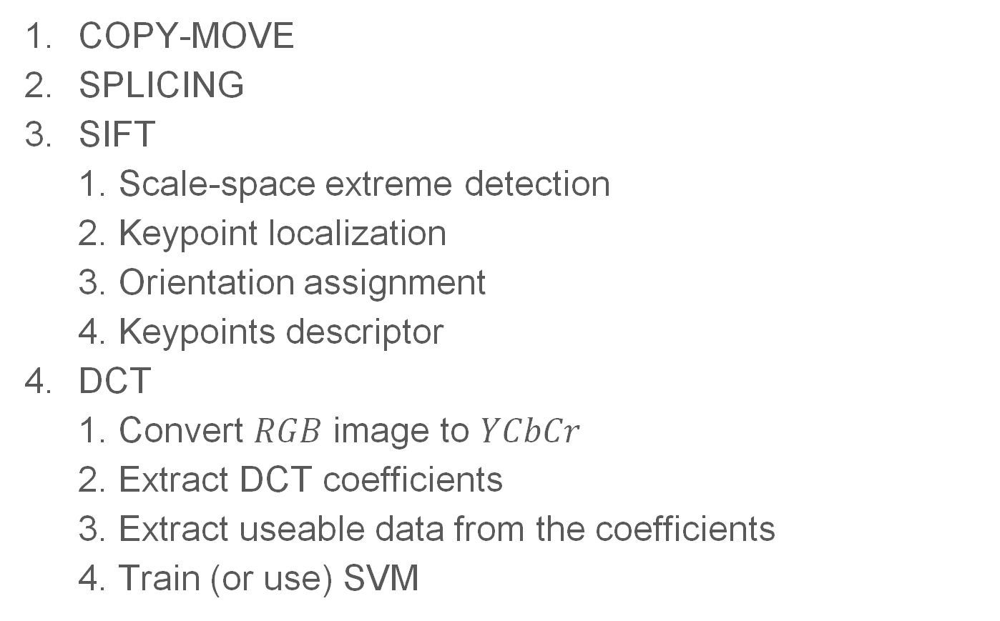 1. COPY-MOVE
2. SPLICING
3. SIFT
1. Scale-space extreme detection
2. Keypoint localization
3. Orientation assignment
4. Keypoints descriptor
4. DCT
1. Convert RGB image to YCbCr
2. Extract DCT coefficients
3. Extract useable data from the coefficients
4. Train (or use) SVM